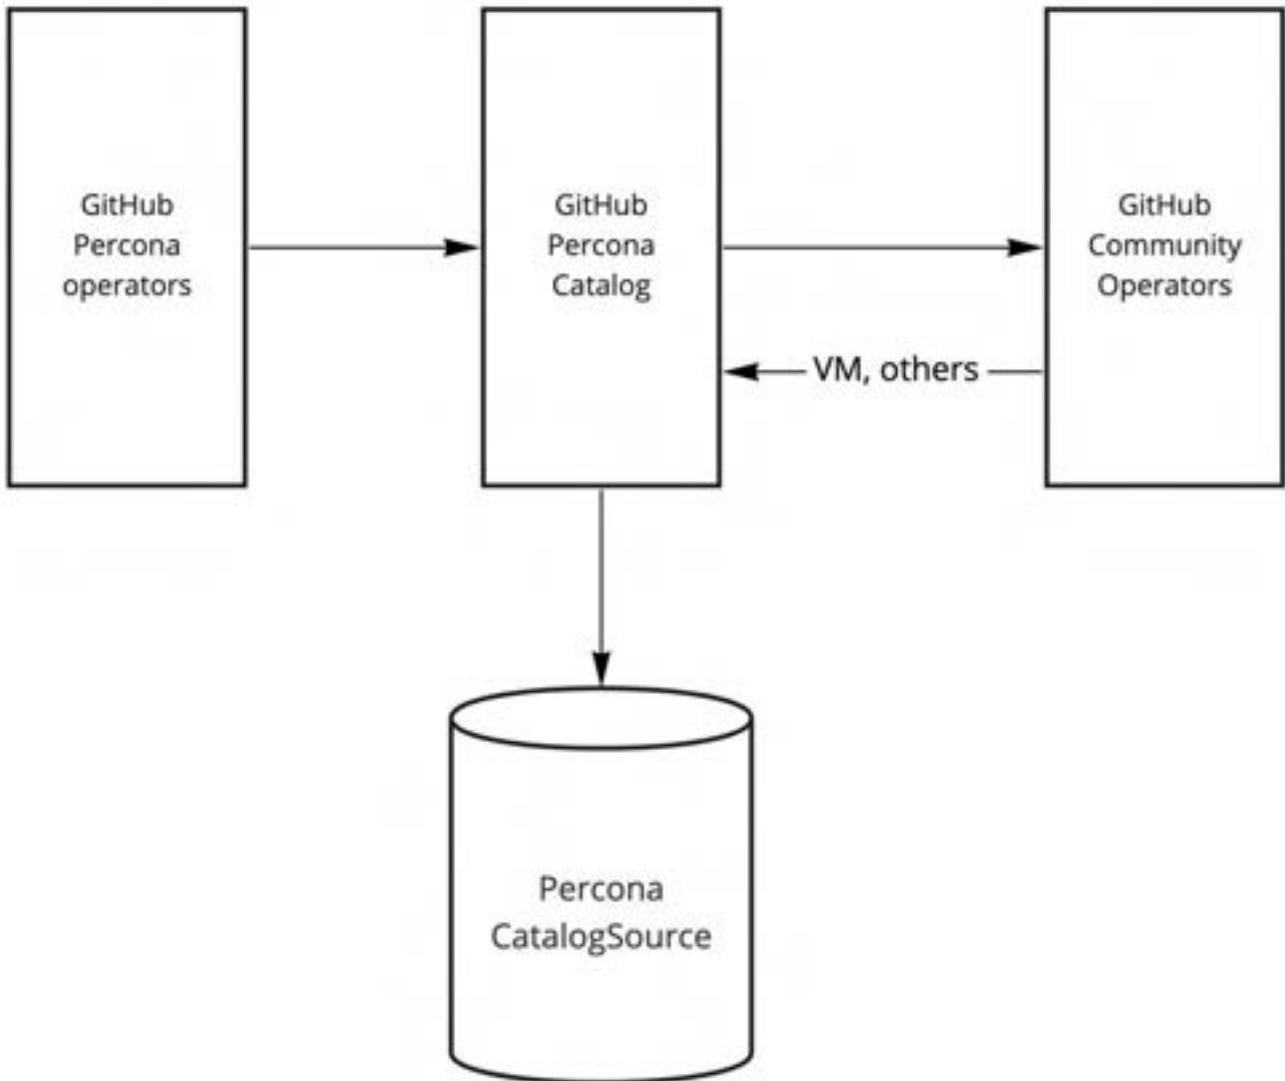 GitHub
Percona
operators
GitHub
Percona
Catalog
GitHub
Community
Operators
VM, others
Percona
CatalogSource